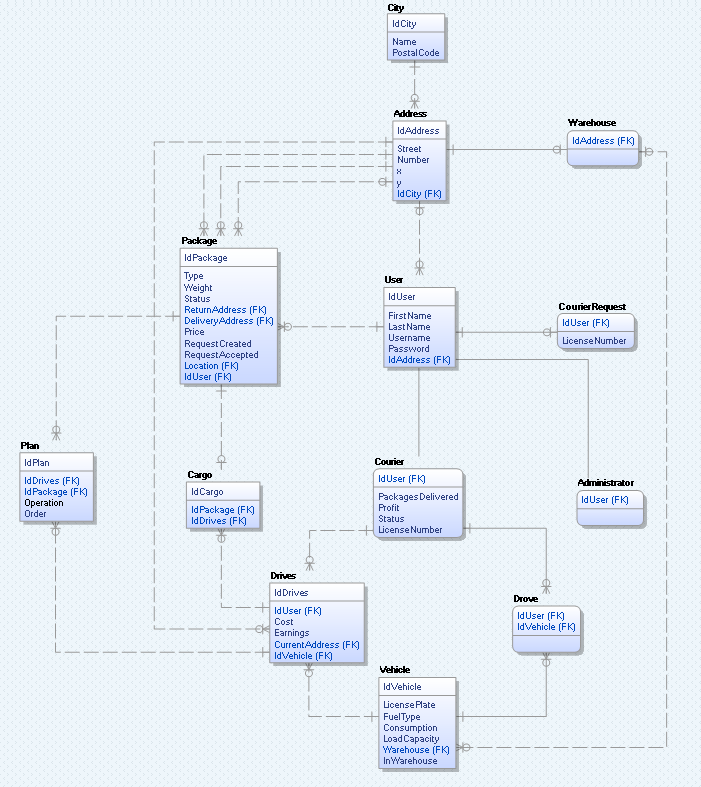 City
IdCity
Name
PostalCode
Address
IdAddress
Street
Number
x
y
IdCity (FK)
Warehouse
IdAddress (FK)
Package
IdPackage
Type
Weight
Status
ReturnAddress (FK)
DeliveryAddress (FK)
Price
RequestCreated
RequestAccepted
Location (FK)
IdUser (FK)
User
IdUser
FirstName
LastName
Username
Password
IdAddress (FK)
CourierRequest
IdUser (FK)
LicenseNumber
Plan
IdPlan
IdDrives (FK)
IdPackage (FK)
Operation
Order
Cargo
IdCargo
IdPackage (FK)
IdDrives (FK)
Courier
IdUser (FK)
PackagesDelivered
Profit
Status
LicenseNumber
Administrator
IdUser (FK)
Drives
IdDrives
IdUser (FK)
Cost
Earnings
CurrentAddress (FK)
IdVehicle (FK)
Drove
IdUser (FK)
IdVehicle (FK)
Vehicle
IdVehicle
LicensePlate
FuelType
Consumption
LoadCapacity
Warehouse (FK)
InWarehouse